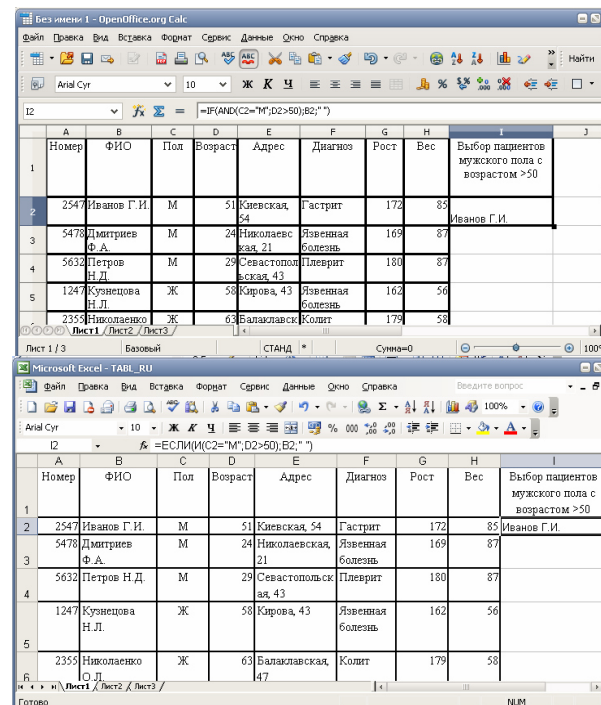 Без имени 1 - OpenOffice.org Calc
Файл Правка Вид Вставка Формат Сервис Данные Окно Справка
Найти
Arial Cyr 10 Ж К Ч
I2 =IF(AND(C2="М";D2>50);B2;" ")
A B C D E F G H I J
1 Номер ФИО Пол Возраст Адрес Диагноз Рост Вес Выбор пациентов
мужского пола с
возрастом >50
2 2547 Иванов Г.И. М 51 Киевская, Гастрит 172 85
54 Иванов Г.И.
3 5478 Дмитриев М 24 Николаевс Язвенная 169 87
Ф.А. кая, 21 болезнь
4 5632 Петров М 29 Севастопол Плеврит 180 87
Н.Д. ьская, 43
5 1247 Кузнецова Ж 58 Кирова, 43 Язвенная 162 56
Н.Л. болезнь
2355 Николаенко Ж 63 Балаклавск Колит 179 58
Лист1 Лист2 Лист3
Лист 1 / 3 Базовый СТАНД * Сумма=0 100%
Microsoft Excel - TABL_RU
Файл Правка Вид Вставка Формат Сервис Данные Окно Справка Введите вопрос
100%
Arial Cyr 10 Ж К Ч % 000
I2 fx =ЕСЛИ(И(C2="М";D2>50);B2;" ")
A B C D E F G H I
1 Номер ФИО Пол Возраст Адрес Диагноз Рост Вес Выбор пациентов
мужского пола с
возрастом >50
2 2547 Иванов Г.И. М 51 Киевская, 54 Гастрит 172 85 Иванов Г.И.
3 5478 Дмитриев М 24 Николаевская, Язвенная 169 87
Ф.А. 21 болезнь
4 5632 Петров Н.Д. М 29 Севастопольск Плеврит 180 87
ая, 43
5 1247 Кузнецова Ж 58 Кирова, 43 Язвенная 162 56
Н.Л. болезнь
6 2355 Николаенко Ж 63 Балаклавская, Колит 179 58
О.Л. 47
Лист1 Лист2 Лист3
Готово NUM